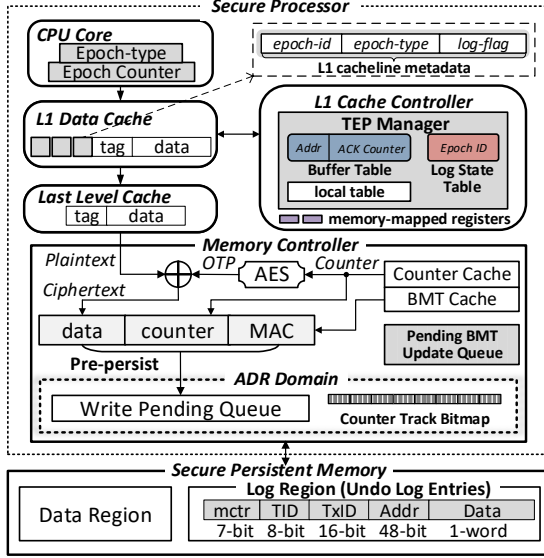 Secure Processor
CPU Core
Epoch-type
Epoch Counter
epoch-id epoch-type log-flag
L1 cacheline metadata
L1 Data Cache
tag data
L1 Cache Controller
TEP Manager
Addr ACK Counter
Epoch ID
Buffer Table
Log State
Table
local table
memory-mapped registers
Last Level Cache
tag data
Memory Controller
Plaintext
OTP
AES
Counter
Counter Cache
BMT Cache
Ciphertext
data counter MAC
Pending BMT
Update Queue
Pre-persist
ADR Domain
Write Pending Queue
Counter Track Bitmap
Secure Persistent Memory
Data Region
Log Region (Undo Log Entries)
mctr TID TxID Addr Data
7-bit 8-bit 16-bit 48-bit 1-word